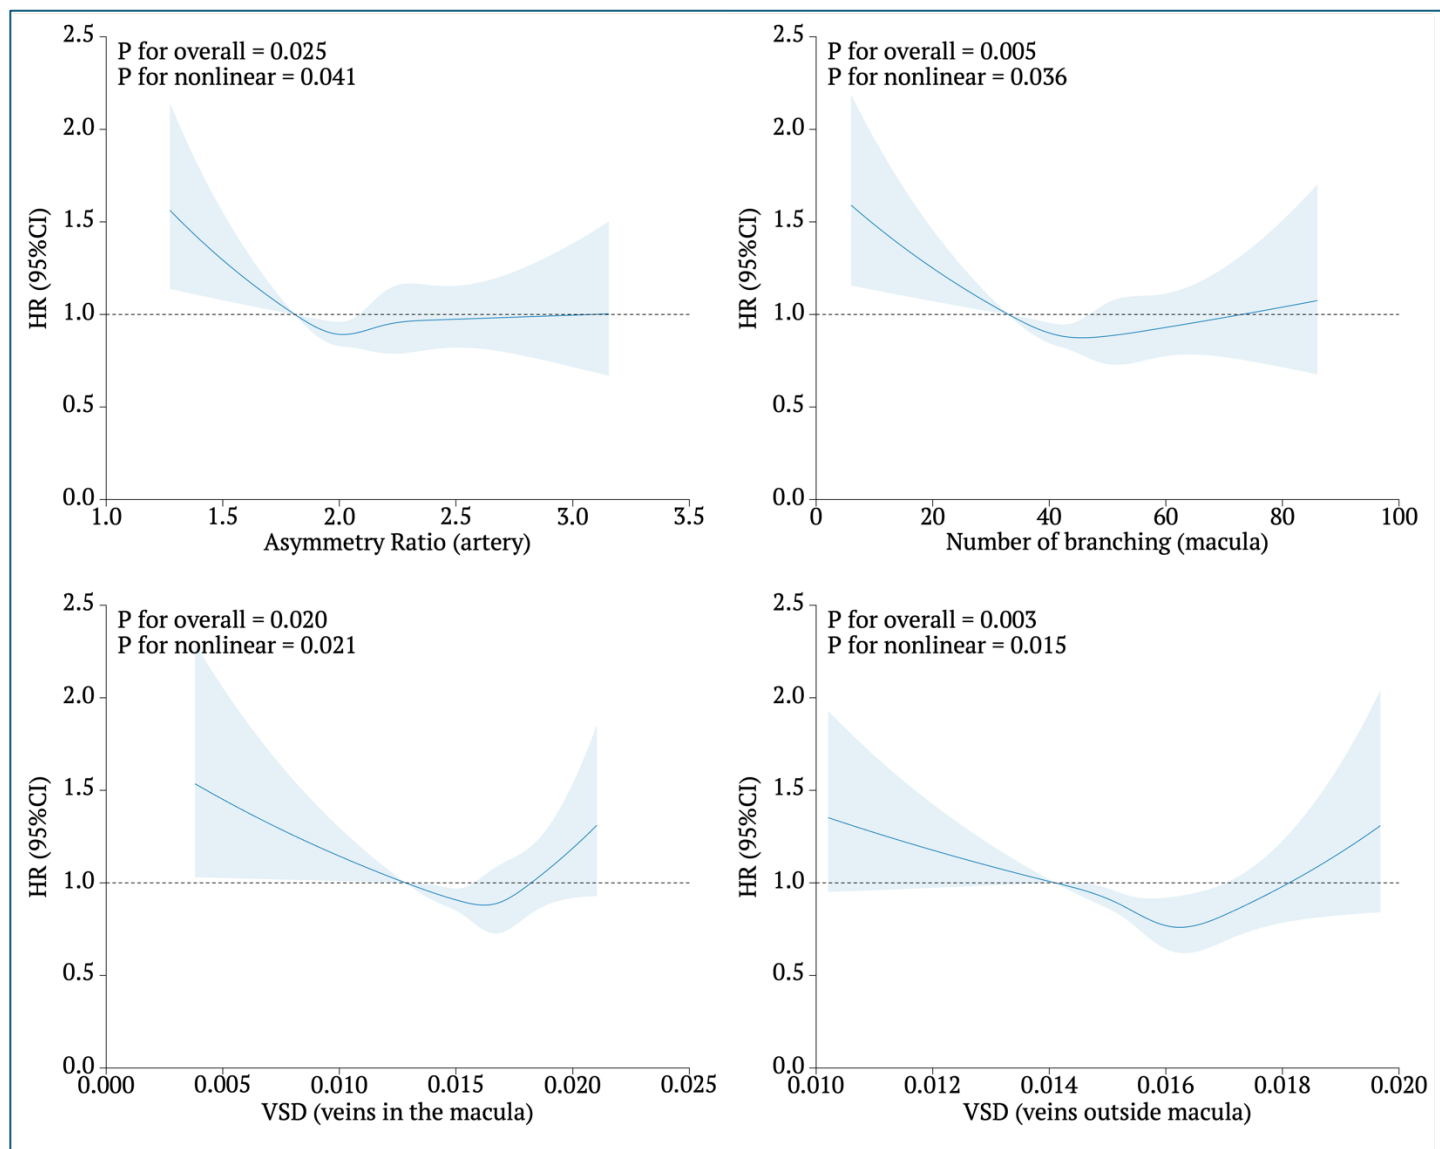 2.5
P for overall = 0.025
P for nonlinear = 0.041
2.0
1.5
1.0
0.5
0.0
HR (95%CI)
1.0 1.5 2.0 2.5 3.0 3.5
Asymmetry Ratio (artery)
2.5
P for overall = 0.005
P for nonlinear = 0.036
2.0
1.5
1.0
0.5
0.0
HR (95%CI)
0 20 40 60 80 100
Number of branching (macula)
2.5
P for overall = 0.020
P for nonlinear = 0.021
2.0
1.5
1.0
0.5
0.0
HR (95%CI)
0.000 0.005 0.010 0.015 0.020 0.025
VSD (veins in the macula)
2.5
P for overall = 0.003
P for nonlinear = 0.015
2.0
1.5
1.0
0.5
0.0
HR (95%CI)
0.010 0.012 0.014 0.016 0.018 0.020
VSD (veins outside macula)